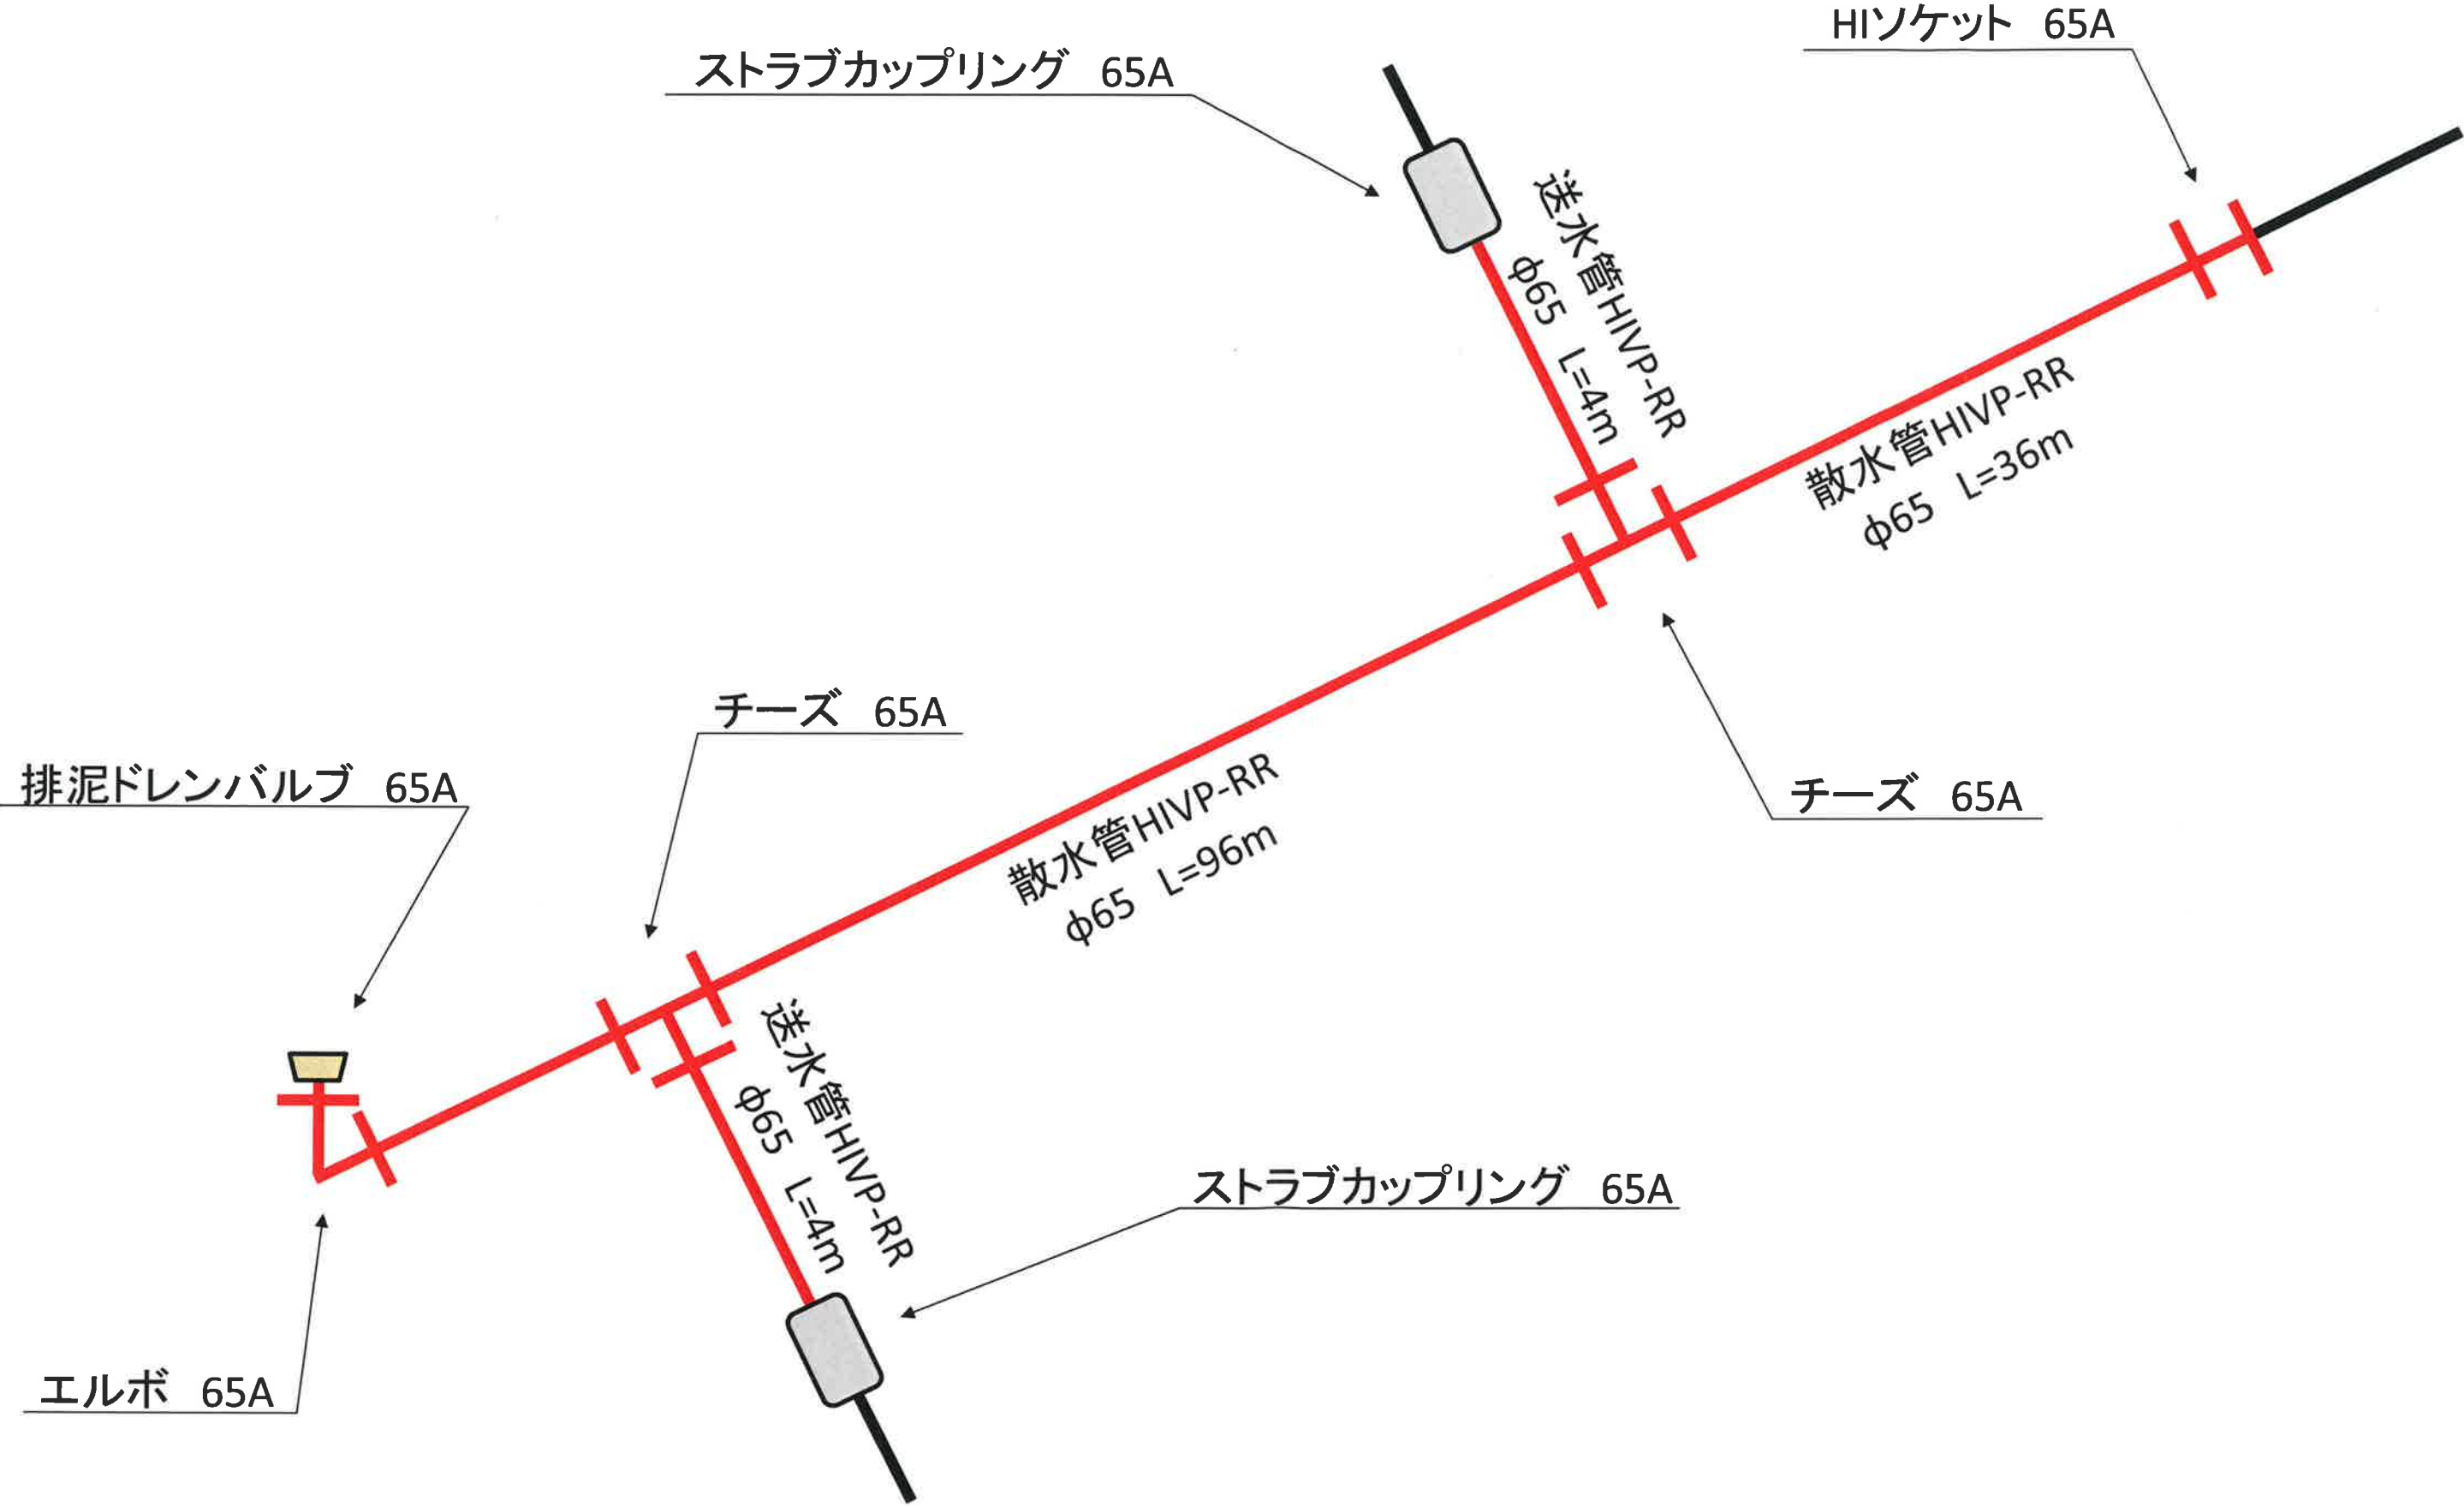 HIソケット 65A
ストラブカップリング 65A
送水管HIVP-RR
φ65 L=4m
散水管HIVP-RR
φ65 L=36m
チーズ 65A
排泥ドレンバルブ 65A
散水管HIVP-RR
φ65 L=96m
チーズ 65A
送水管HIVP-RR
φ65 L=4m
ストラブカップリング 65A
エルボ 65A